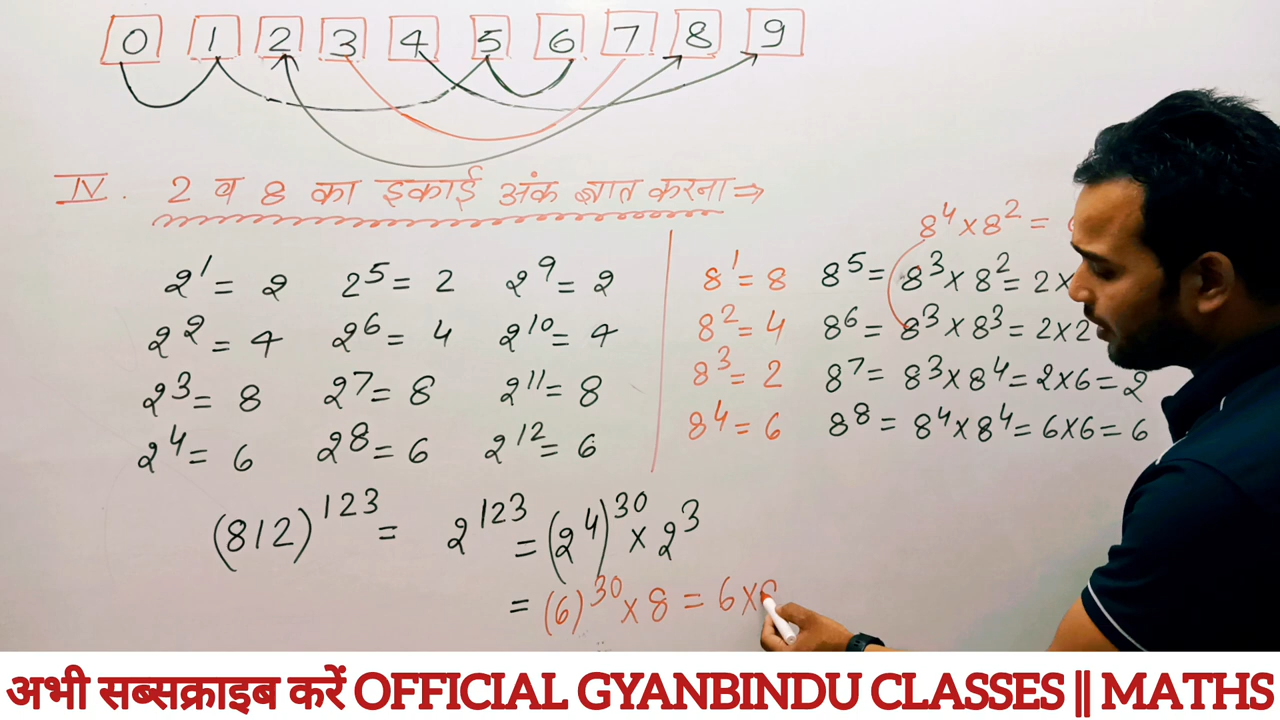 0 1 2 3 4 5 6 7 8 9
IV. 2 व 8 का इकाई अंक ज्ञात करना ⇒
8⁴ × 8² =
2¹ = 2 2⁵ = 2 2⁹ = 2 8¹ = 8 8⁵ = 8³ × 8² = 2 ×
2² = 4 2⁶ = 4 2¹⁰ = 4 8² = 4 8⁶ = 8³ × 8³ = 2 × 2
2³ = 8 2⁷ = 8 2¹¹ = 8 8³ = 2 8⁷ = 8³ × 8⁴ = 2 × 6 = 2
2⁴ = 6 2⁸ = 6 2¹² = 6 8⁴ = 6 8⁸ = 8⁴ × 8⁴ = 6 × 6 = 6
(812)¹²³ = 2¹²³ = (2⁴)³⁰ × 2³
= (6)³⁰ × 8 = 6 ×
अभी सब्सक्राइब करें OFFICIAL GYANBINDU CLASSES || MATHS